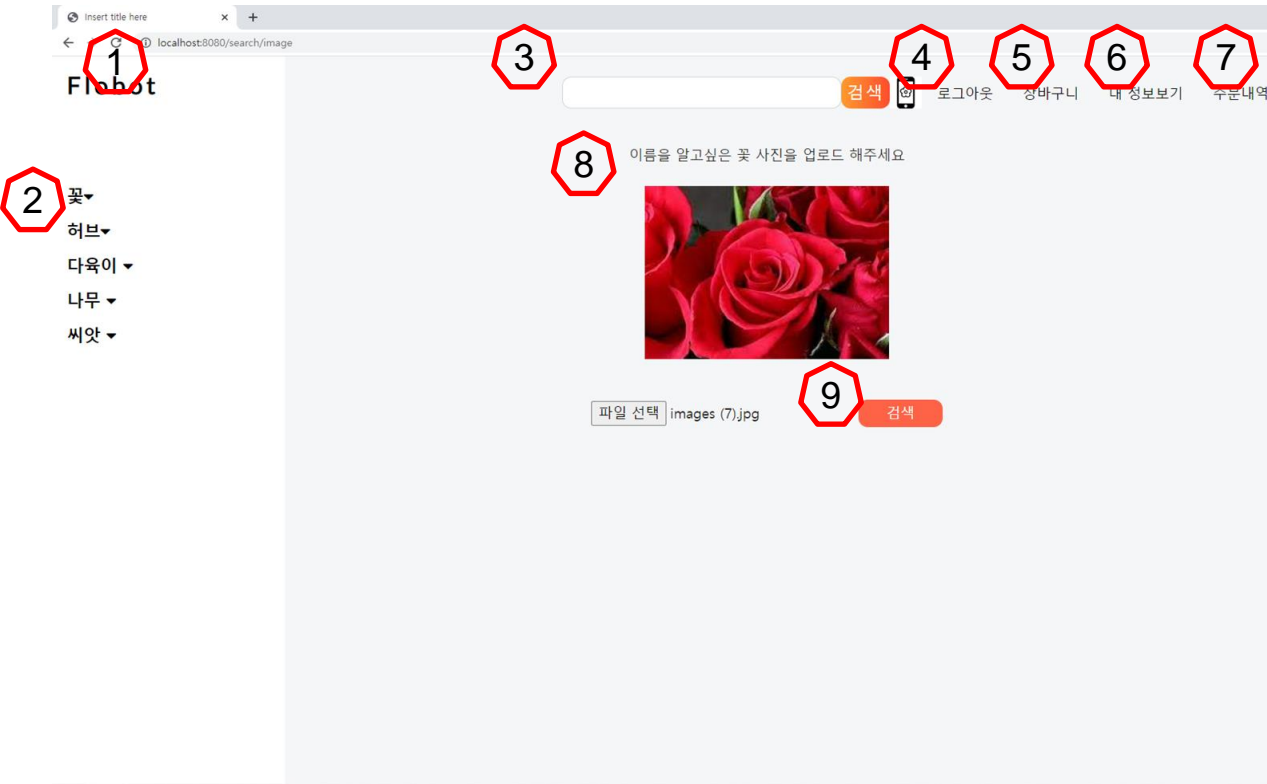 Insert title here
localhost:8080/search/image
1
Flobot
3
검색
4
로그아웃
5
장바구니
6
내 정보보기
7
주문내역
8
이름을 알고싶은 꽃 사진을 업로드 해주세요
2
꽃▾
허브▾
다육이 ▾
나무 ▾
씨앗 ▾
9
파일 선택 images (7).jpg
검색